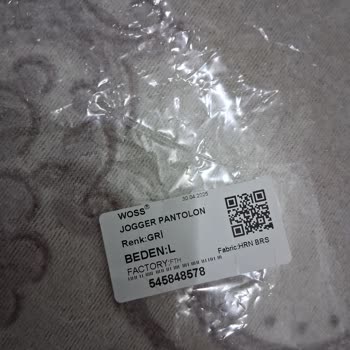 30.04.2025
WOSS®
JOGGER PANTOLON
Renk:GRİ
BEDEN:L
Fabric:HRN BRS
FACTORY:FTH
545848578